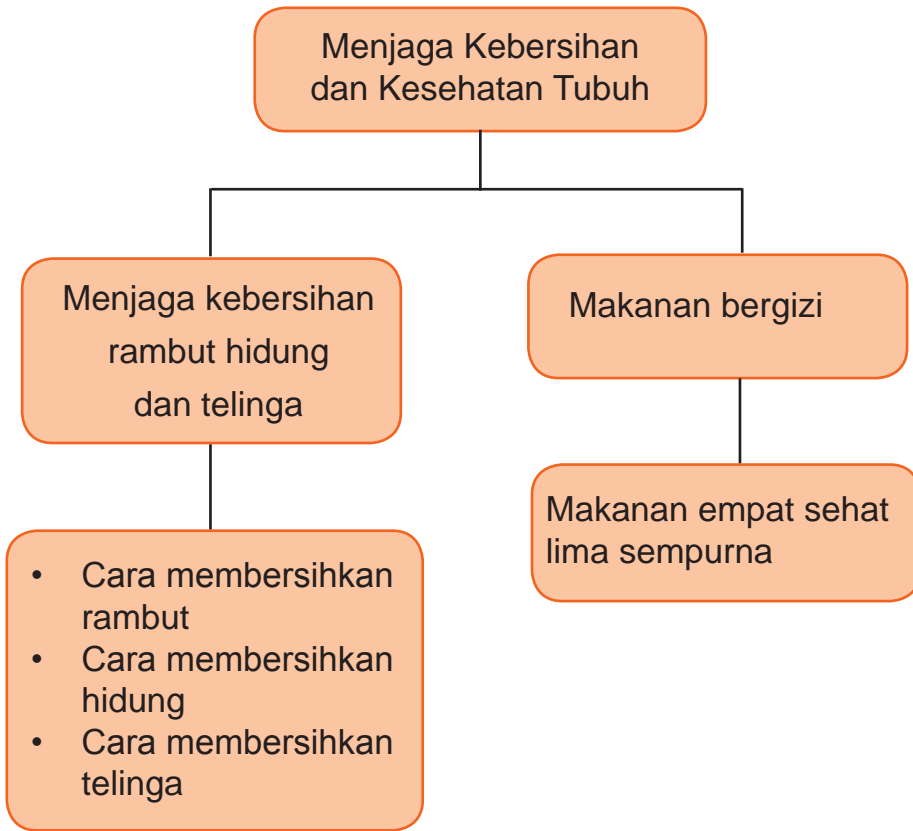 Menjaga Kebersihan
dan Kesehatan Tubuh
Menjaga kebersihan
rambut hidung
dan telinga
Makanan bergizi
Makanan empat sehat
lima sempurna
• Cara membersihkan
rambut
• Cara membersihkan
hidung
• Cara membersihkan
telinga